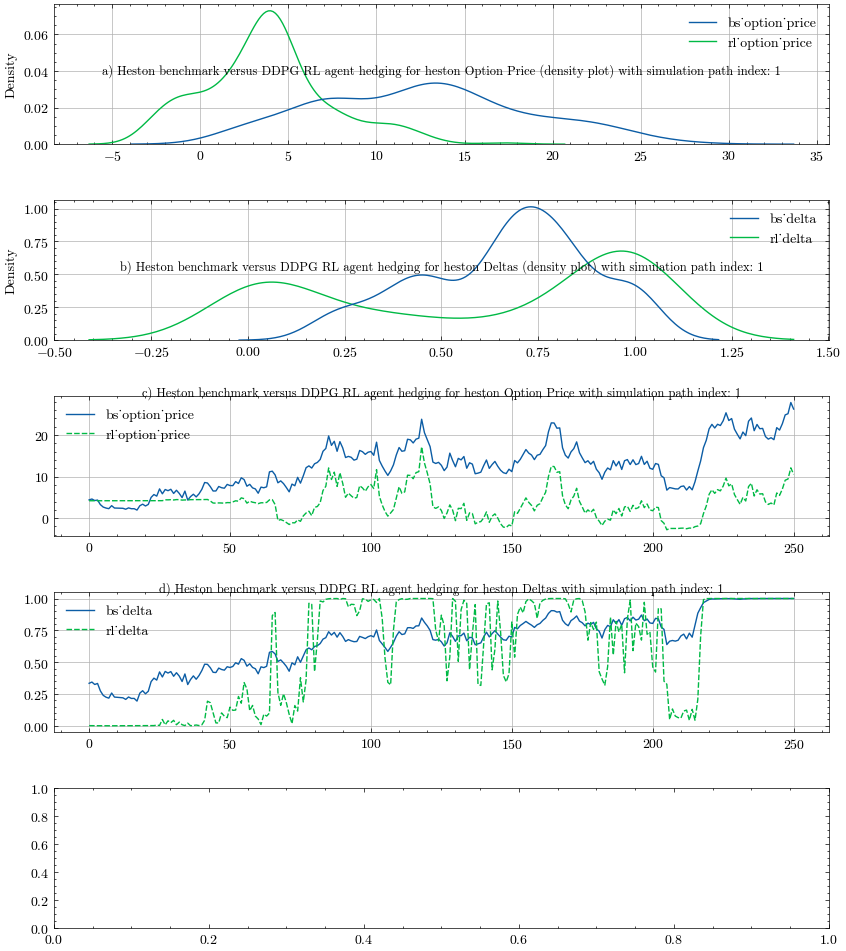 bs˙option˙price
rl˙option˙price
0.06
0.04
0.02
0.00
Density
a) Heston benchmark versus DDPG RL agent hedging for heston Option Price (density plot) with simulation path index: 1
−5 0 5 10 15 20 25 30 35
bs˙delta
rl˙delta
1.00
0.75
0.50
0.25
0.00
Density
b) Heston benchmark versus DDPG RL agent hedging for heston Deltas (density plot) with simulation path index: 1
−0.50 −0.25 0.00 0.25 0.50 0.75 1.00 1.25 1.50
c) Heston benchmark versus DDPG RL agent hedging for heston Option Price with simulation path index: 1
bs˙option˙price
rl˙option˙price
20
10
0
0 50 100 150 200 250
d) Heston benchmark versus DDPG RL agent hedging for heston Deltas with simulation path index: 1
bs˙delta
rl˙delta
1.00
0.75
0.50
0.25
0.00
0 50 100 150 200 250
1.0
0.8
0.6
0.4
0.2
0.0
0.0 0.2 0.4 0.6 0.8 1.0